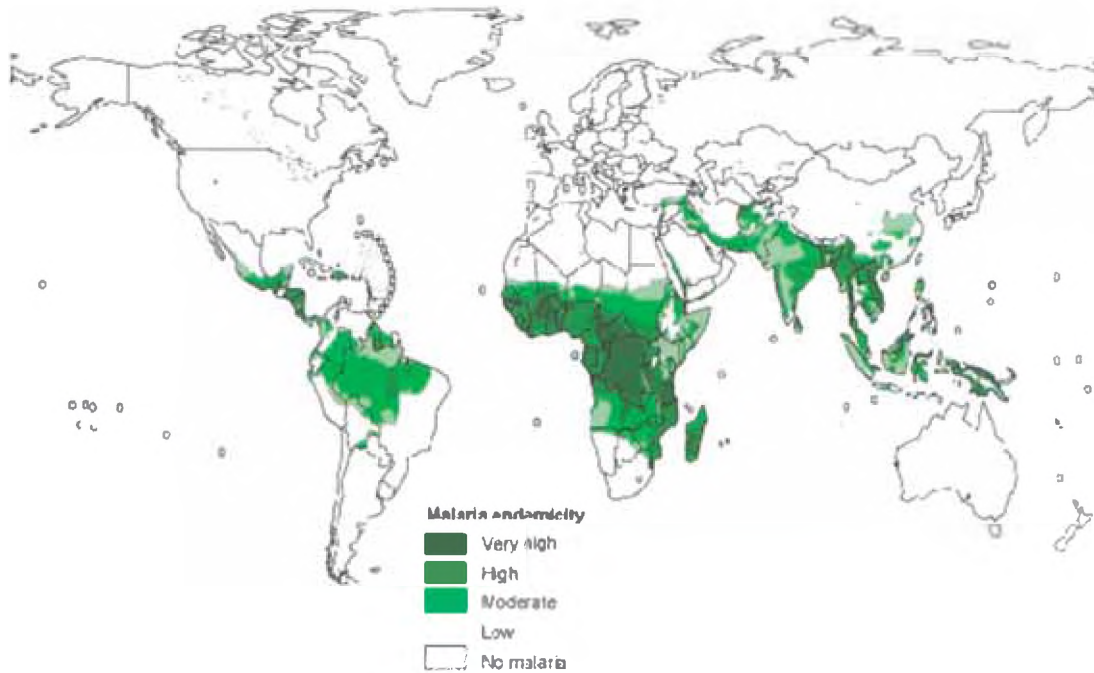 Malaria endemicity
Very high
High
Moderate
Low
No malaria